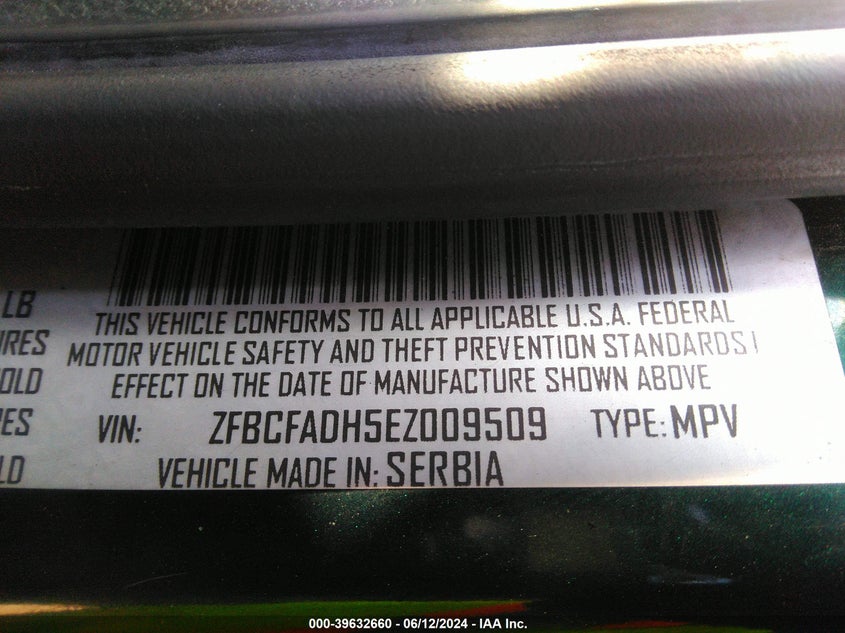 LB
THIS VEHICLE CONFORMS TO ALL APPLICABLE U.S.A. FEDERAL
MOTOR VEHICLE SAFETY AND THEFT PREVENTION STANDARDS I
EFFECT ON THE DATE OF MANUFACTURE SHOWN ABOVE
OLD
VIN: ZFBCFADH5EZ009509 TYPE: MPV
VEHICLE MADE IN: SERBIA
LD
000-39632660 - 06/12/2024 - IAA Inc.